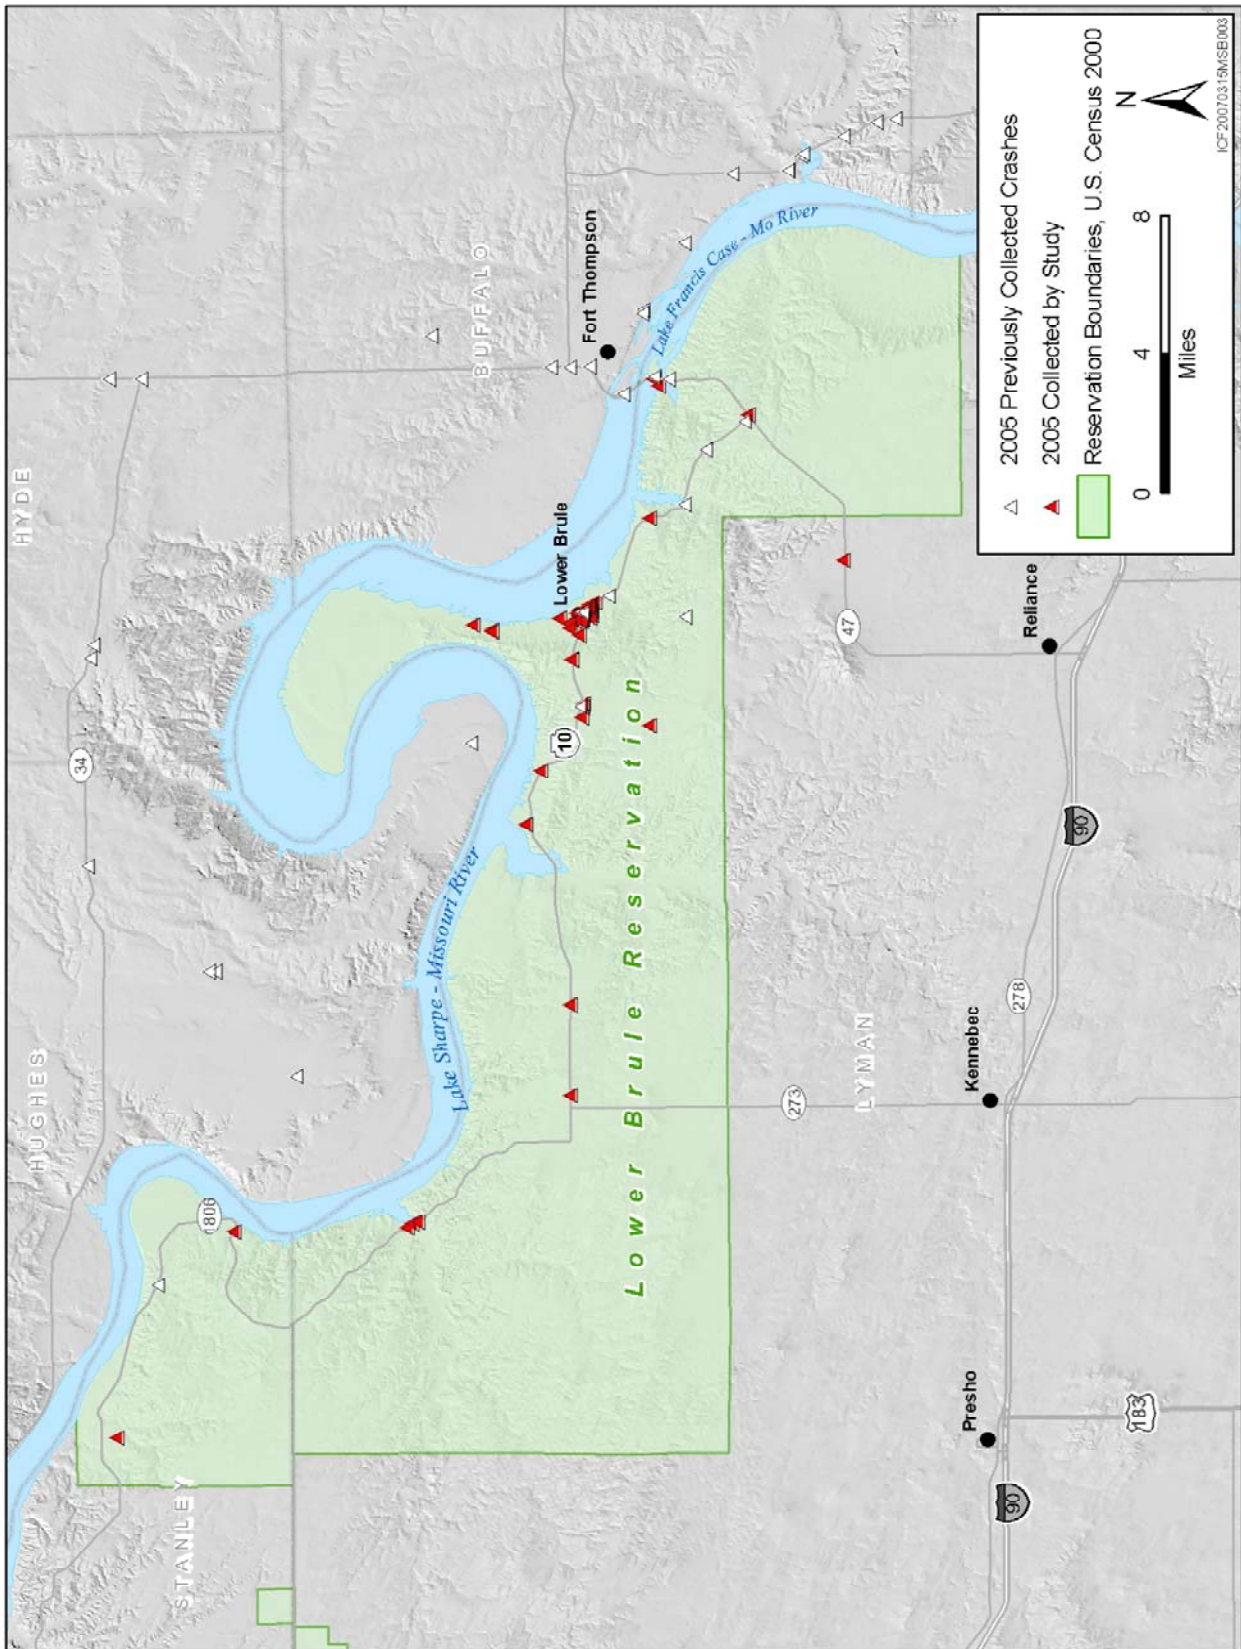 HYDE
HUGHES
34
BUFFALO
STANLEY
1806
Lake Sharpe - Missouri River
Lower Brule
Fort Thompson
10
Lake Francis Case - Mo River
Lower Brule Reservation
47
273
LYMAN
Presho
Kennebec
278
Reliance
90
90
183
2005 Previously Collected Crashes
2005 Collected by Study
Reservation Boundaries, U.S. Census 2000
0 4 8
Miles
N
ICF20070315MSB003